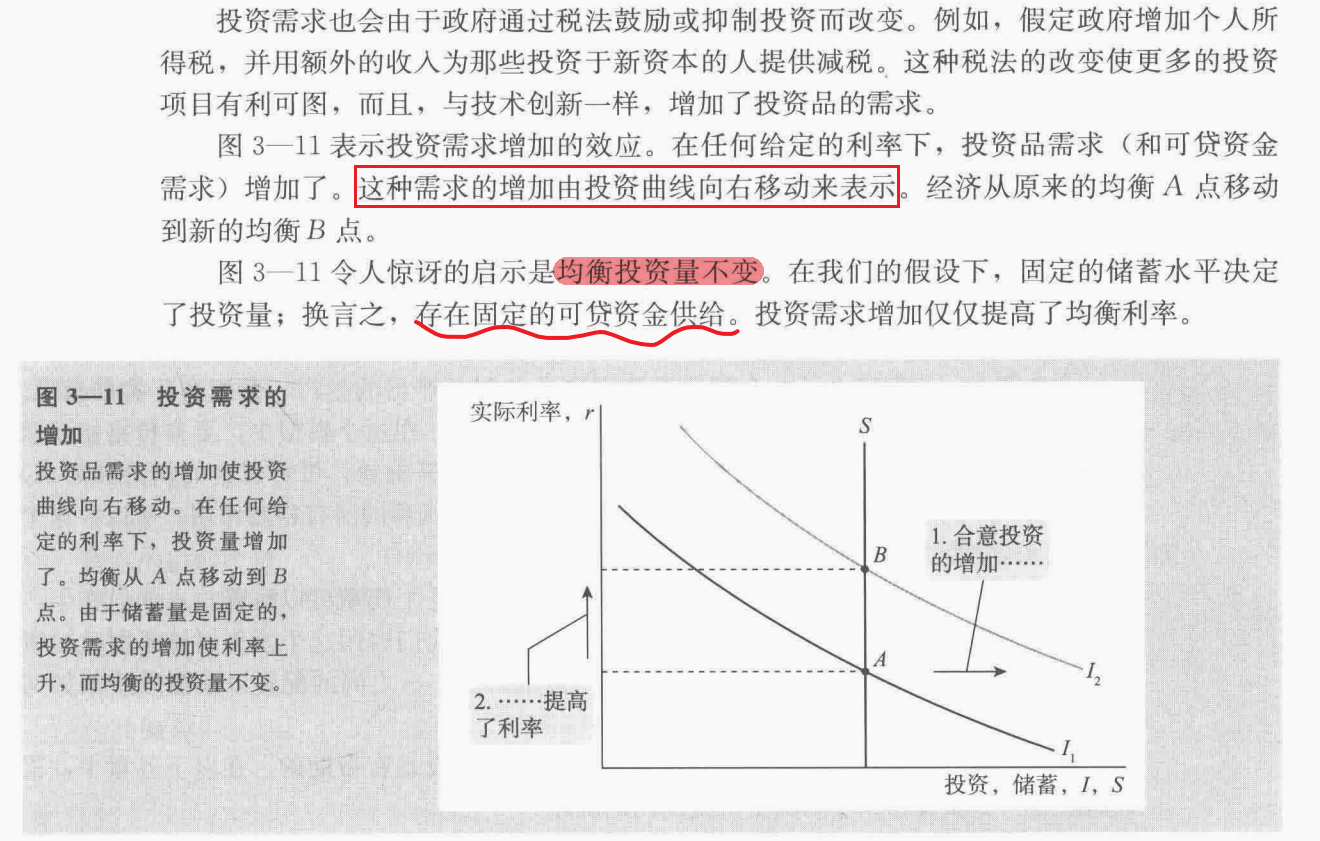 投资需求也会由于政府通过税法鼓励或抑制投资而改变。例如，假定政府增加个人所
得税，并用额外的收入为那些投资于新资本的人提供减税。这种税法的改变使更多的投资
项目有利可图，而且，与技术创新一样，增加了投资品的需求。
图 3—11 表示投资需求增加的效应。在任何给定的利率下，投资品需求（和可贷资金
需求）增加了。这种需求的增加由投资曲线向右移动来表示。经济从原来的均衡 A 点移动
到新的均衡 B 点。
图 3—11 令人惊讶的启示是均衡投资量不变。在我们的假设下，固定的储蓄水平决定
了投资量；换言之，存在固定的可贷资金供给。投资需求增加仅仅提高了均衡利率。
图 3—11 投资需求的
增加
投资品需求的增加使投资
曲线向右移动。在任何给
定的利率下，投资量增加
了。均衡从 A 点移动到 B
点。由于储蓄量是固定的，
投资需求的增加使利率上
升，而均衡的投资量不变。
实际利率，r
S
B
1. 合意投资
的增加……
A
I₂
2. ……提高
了利率
I₁
投资，储蓄，I，S